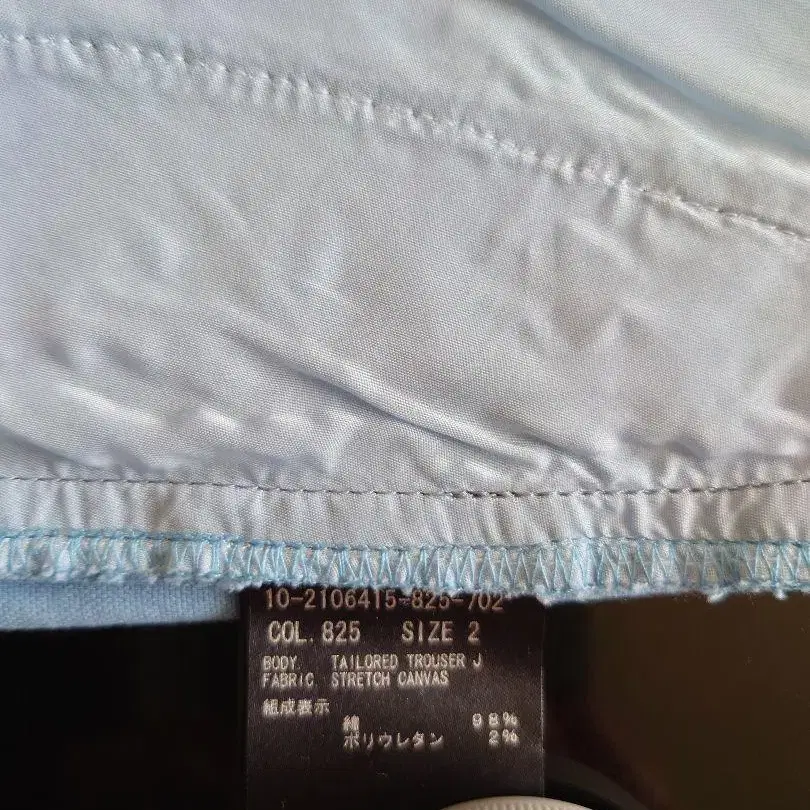 10-2106415-825-702
COL. 825 SIZE 2
BODY. TAILORED TROUSER J
FABRIC STRETCH CANVAS
組成表示
綿 98%
ポリウレタン 2%